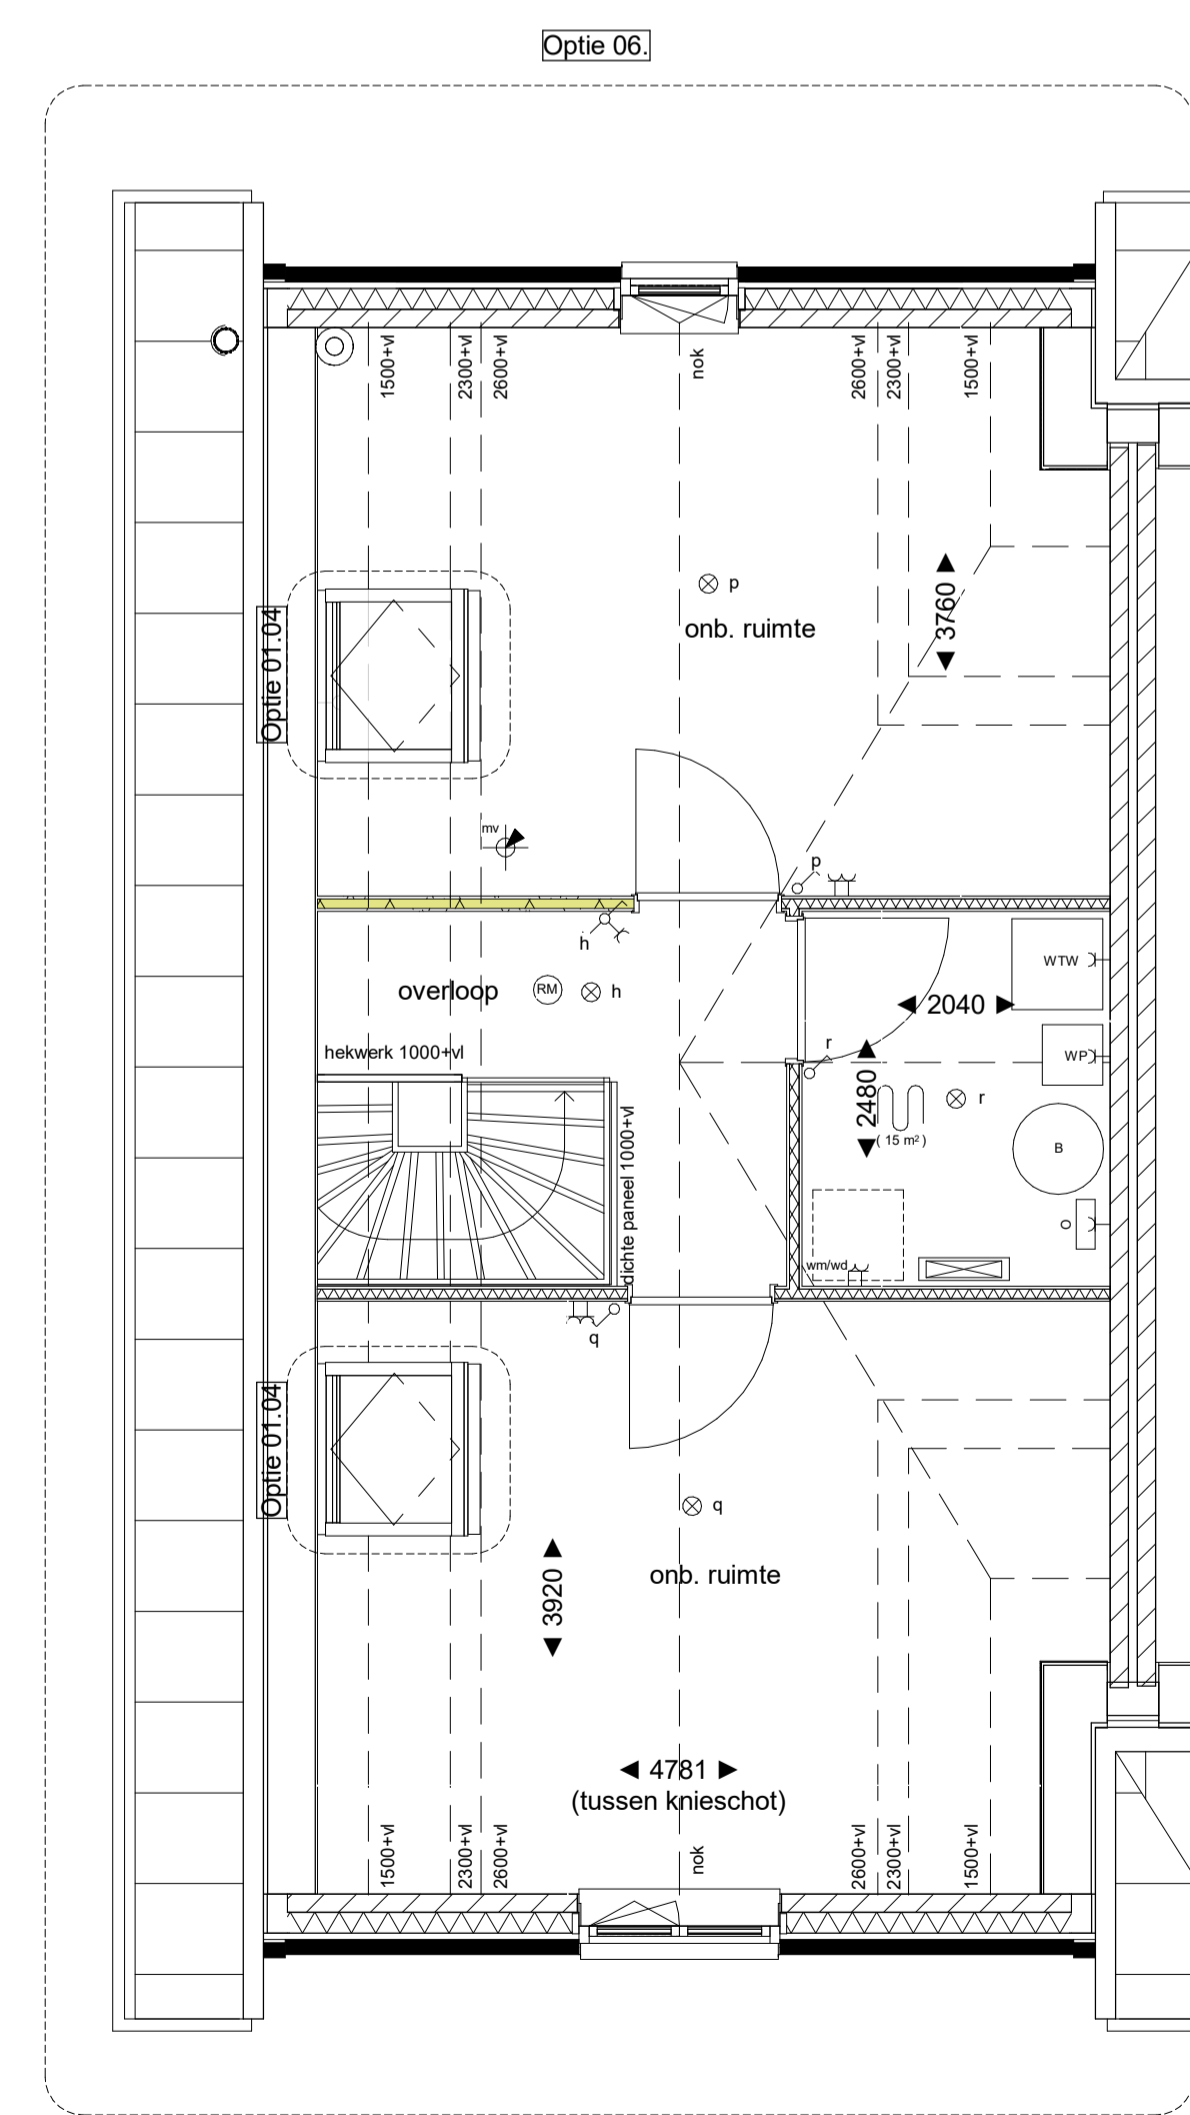 Optie 06.
1500+vl
2300+vl
2600+vl
nok
2600+vl
2300+vl
1500+vl
Optie 01.04
p
onb. ruimte
3760
mv
p
h
overloop
RM
h
WTW
2040
hekwerk 1000+vl
r
WP
2480
r
( 15 m² )
dichte paneel 1000+vl
B
O
wm/wd
q
Optie 01.04
q
3920
onb. ruimte
4781
(tussen knieschot)
1500+vl
2300+vl
2600+vl
nok
2600+vl
2300+vl
1500+vl